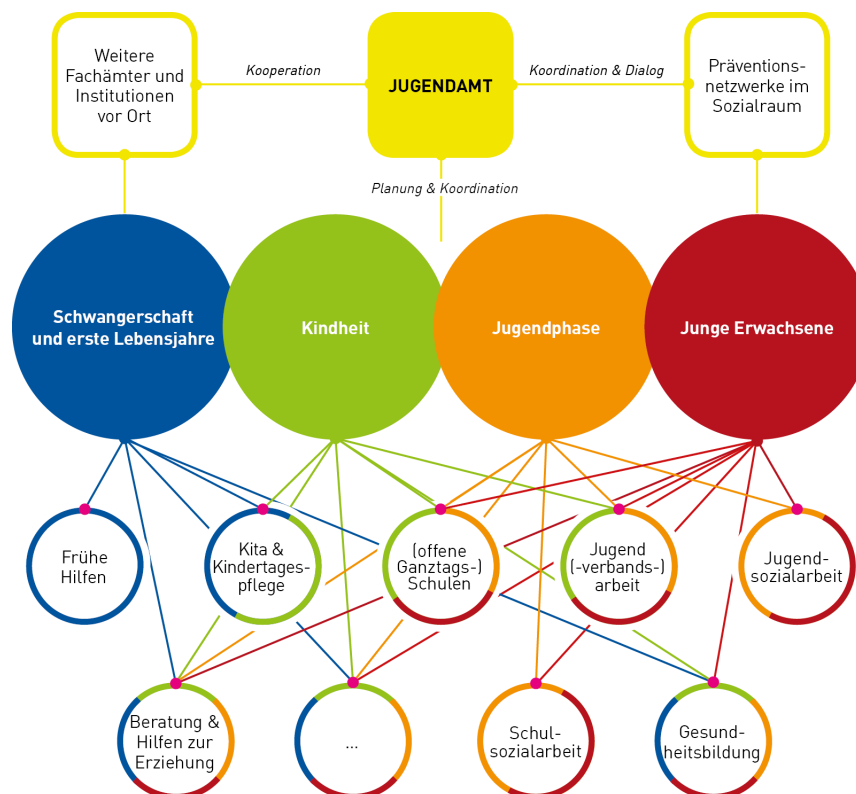 Weitere
Fachämter und
Institutionen
vor Ort
Kooperation
JUGENDAMT
Koordination & Dialog
Präventions-
netzwerke im
Sozialraum
Planung & Koordination
Schwangerschaft
und erste Lebensjahre
Kindheit
Jugendphase
Junge Erwachsene
Frühe
Hilfen
Kita &
Kindertages-
pflege
(offene
Ganztags-)
Schulen
Jugend
(-verbands-)
arbeit
Jugend-
sozialarbeit
Beratung &
Hilfen zur
Erziehung
...
Schul-
sozialarbeit
Gesund-
heitsbildung